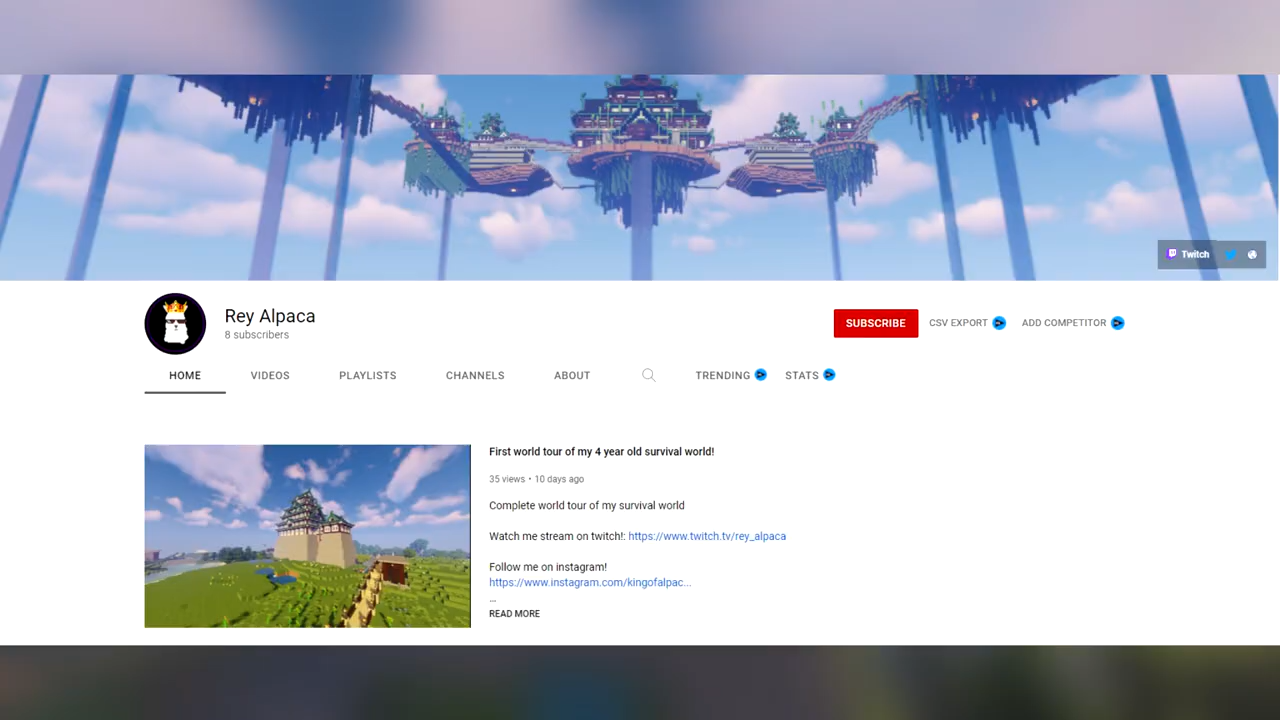 Twitch
Rey Alpaca
8 subscribers
SUBSCRIBE
CSV EXPORT
ADD COMPETITOR
HOME
VIDEOS
PLAYLISTS
CHANNELS
ABOUT
TRENDING
STATS
First world tour of my 4 year old survival world!
35 views • 10 days ago
Complete world tour of my survival world
Watch me stream on twitch!: https://www.twitch.tv/rey_alpaca
Follow me on instagram!
https://www.instagram.com/kingofalpac...
...
READ MORE